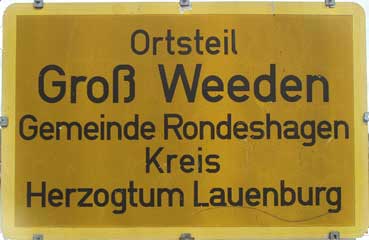 Ortsteil
Groß Weeden
Gemeinde Rondeshagen
Kreis
Herzogtum Lauenburg